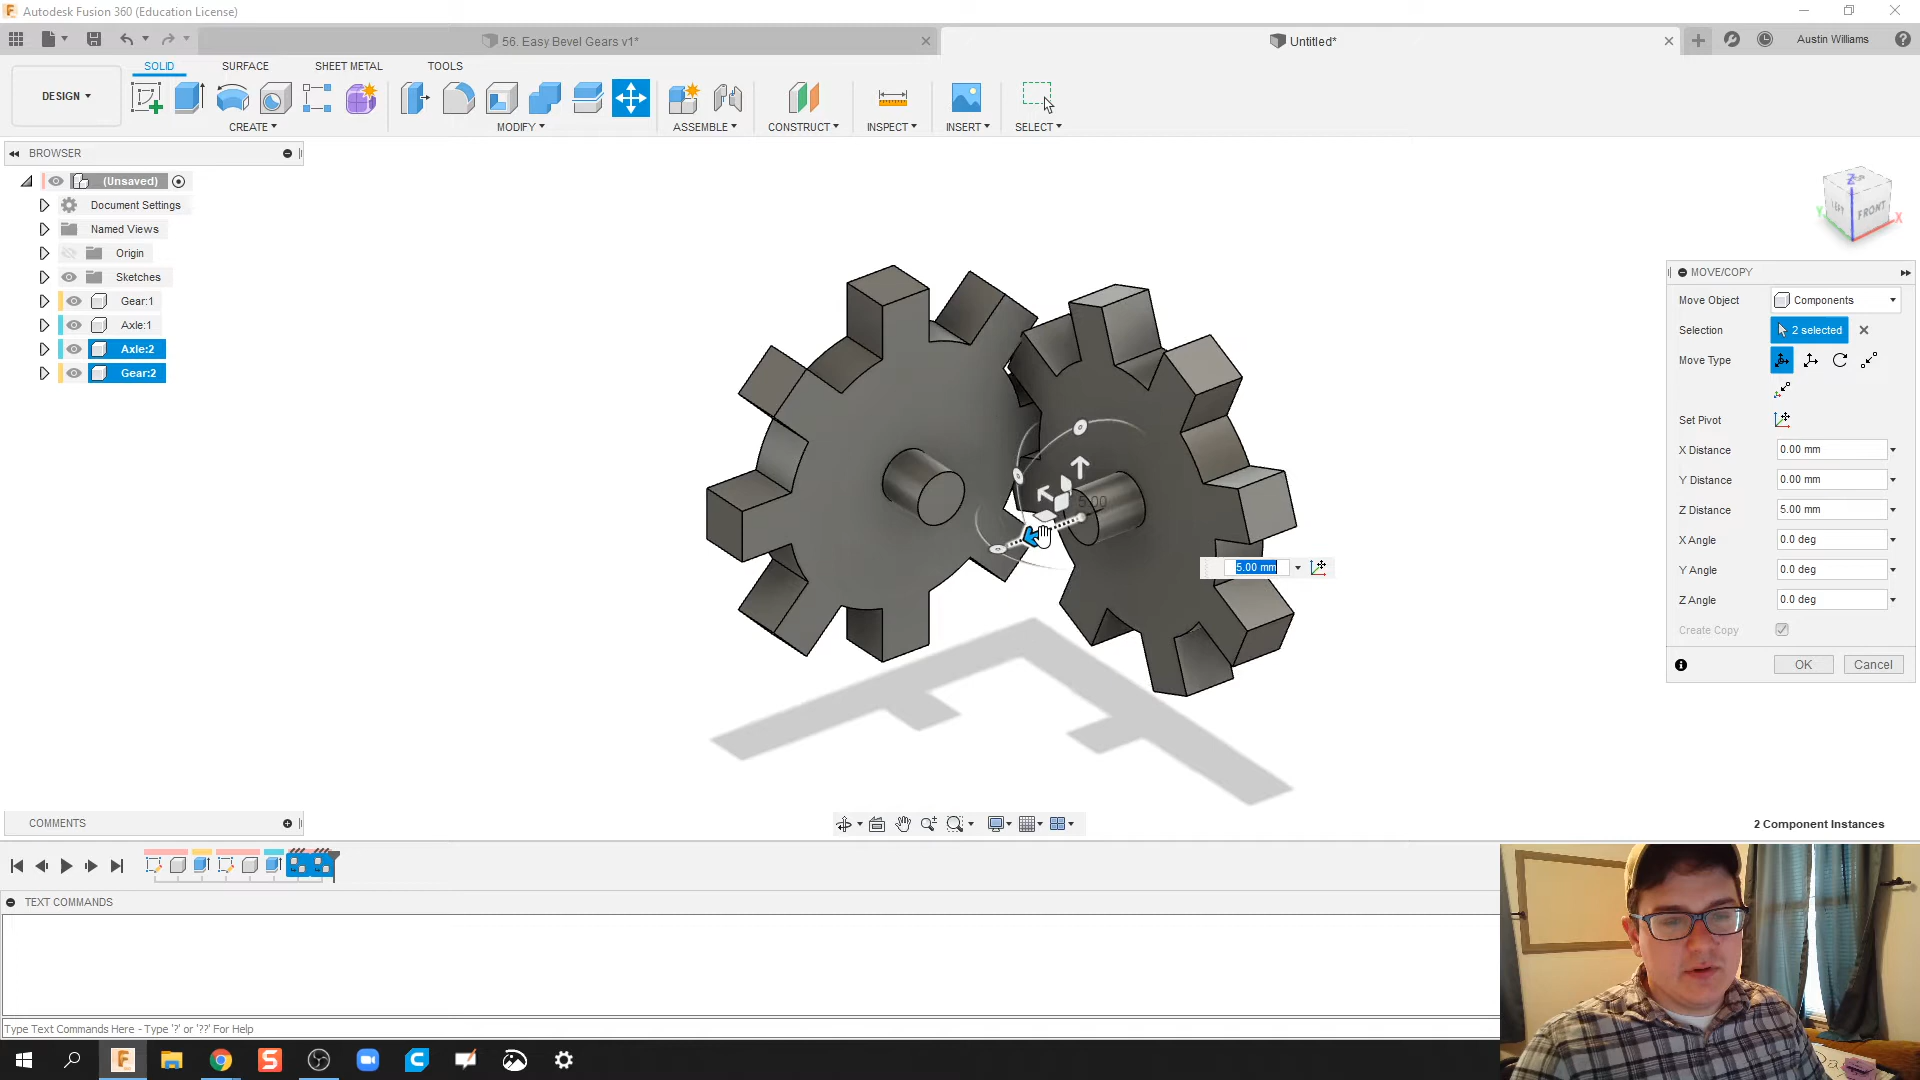 Autodesk Fusion 360 (Education License)
56. Easy Bevel Gears v1*
Untitled*
Austin Williams
SOLID SURFACE SHEET METAL TOOLS
DESIGN
CREATE MODIFY ASSEMBLE CONSTRUCT INSPECT INSERT SELECT
BROWSER
(Unsaved)
Document Settings
Named Views
Origin
Sketches
Gear:1
Axle:1
Axle:2
Gear:2
Z
TOP
LEFT
FRONT
Y
X
5.00
5.00 mm
MOVE/COPY
Move Object Components
Selection 2 selected
Move Type
Set Pivot
X Distance 0.00 mm
Y Distance 0.00 mm
Z Distance 5.00 mm
X Angle 0.0 deg
Y Angle 0.0 deg
Z Angle 0.0 deg
Create Copy
OK Cancel
COMMENTS
2 Component Instances
TEXT COMMANDS
Type Text Commands Here - Type '?' or '??' For Help